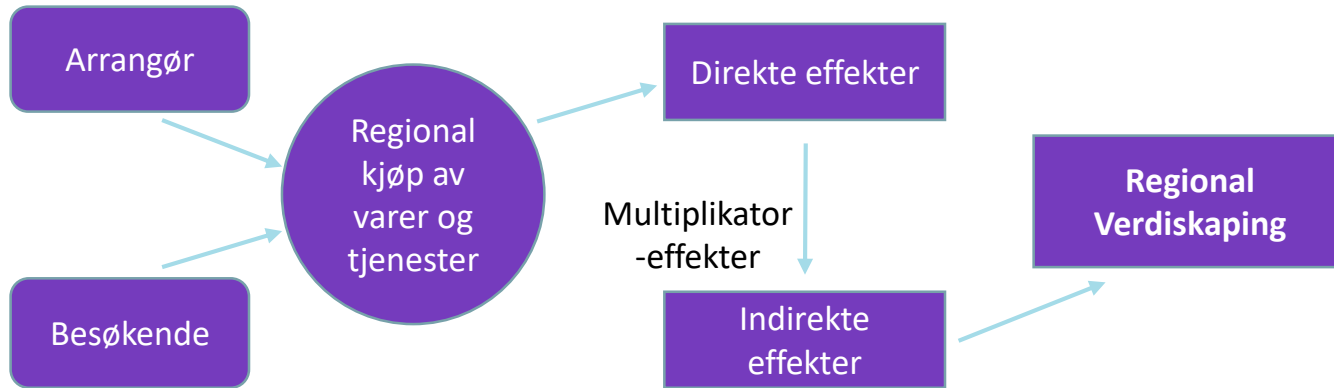 Arrangør
Besøkende
Regional
kjøp av
varer og
tjenester
Direkte effekter
Multiplikator
-effekter
Indirekte
effekter
Regional
Verdiskaping